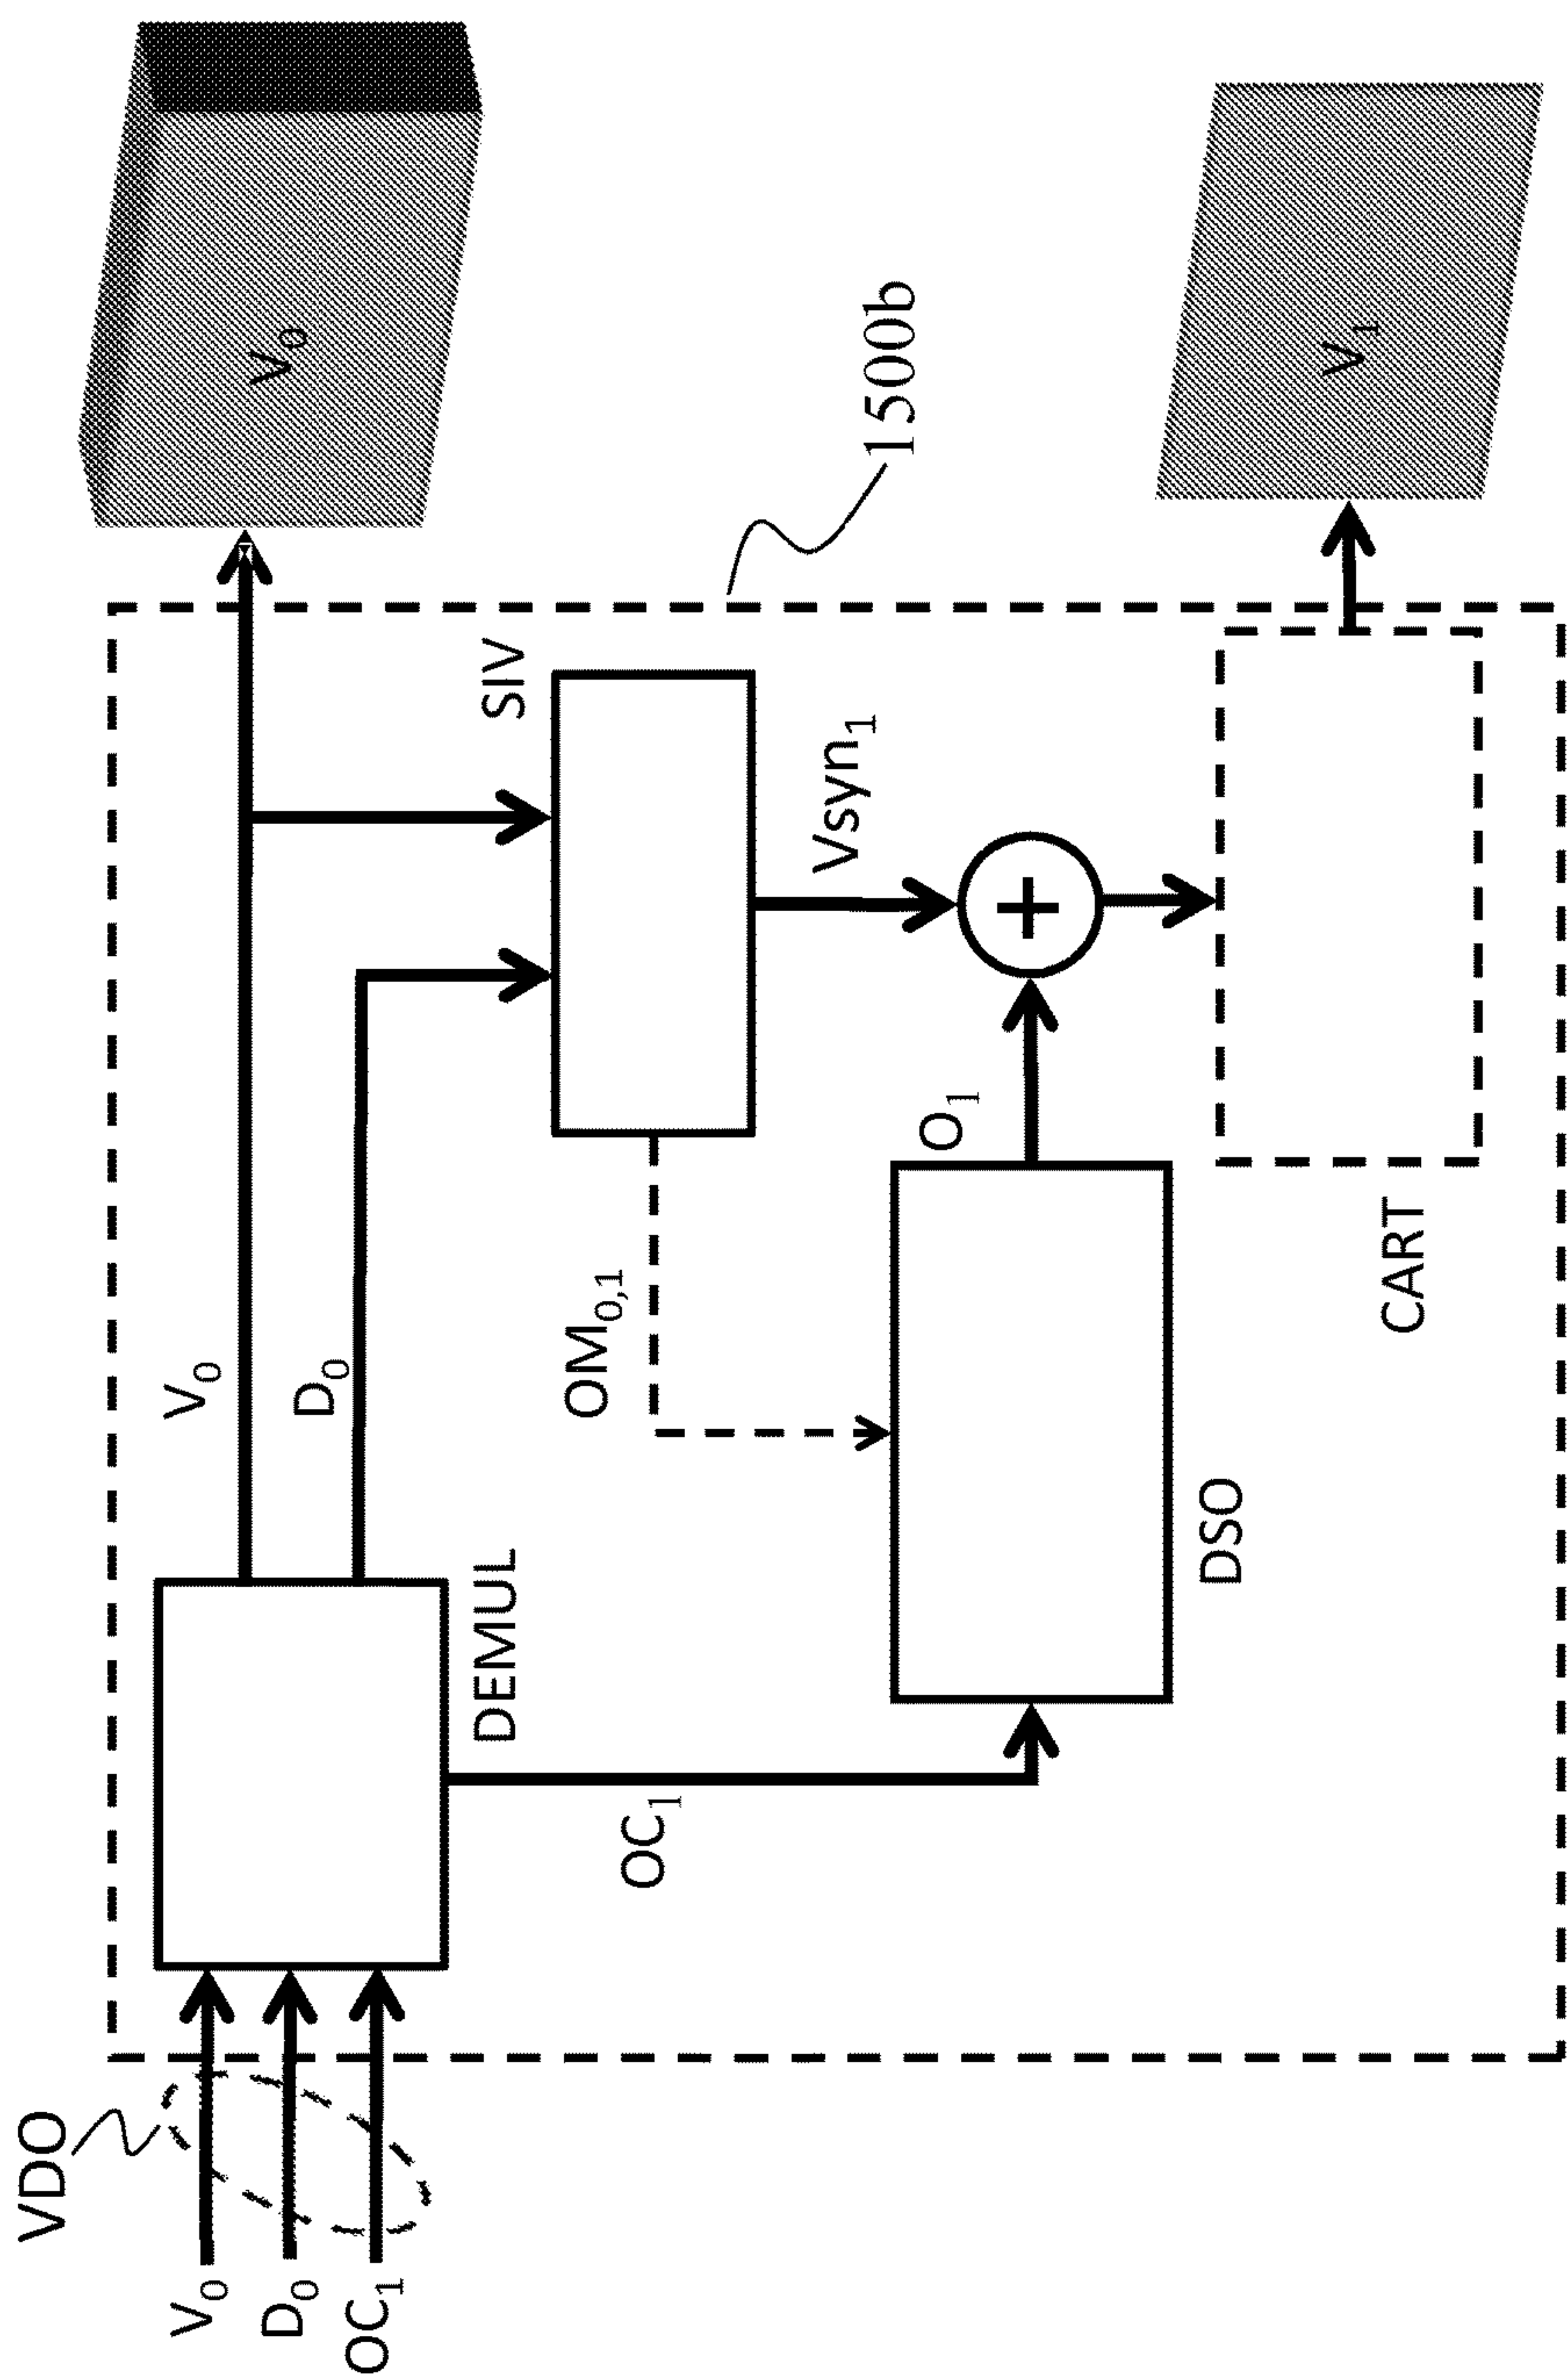 VDO
V0
D0
OC1
DEMUL
V0
D0
OC1
OM0,1
SIV
Vsyn1
O1
+
DSO
CART
1500b
V0
V1